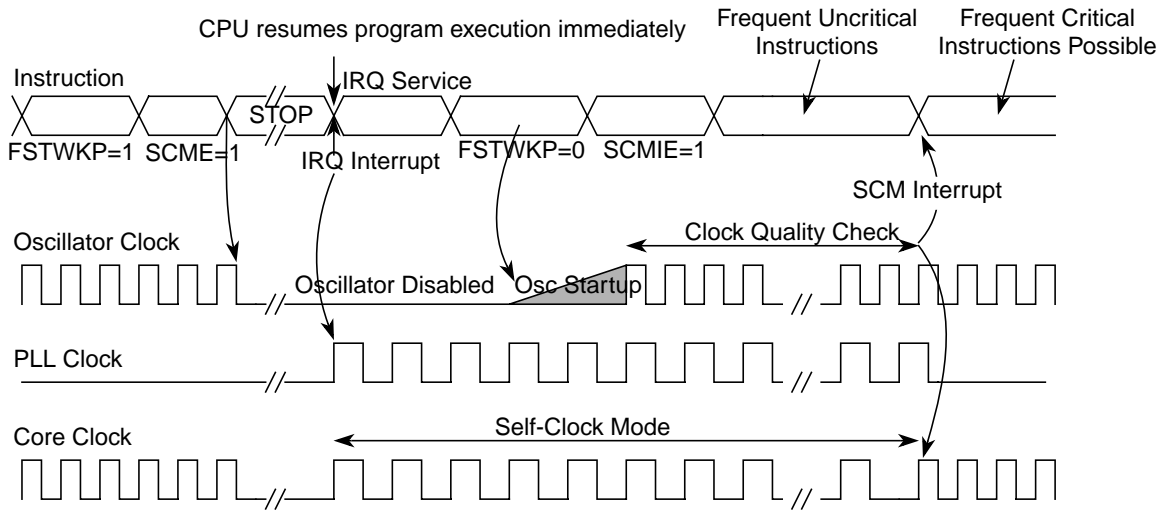 CPU resumes program execution immediately
Frequent Uncritical
Instructions
Frequent Critical
Instructions Possible
Instruction
STOP
IRQ Service
FSTWKP=1
SCME=1
IRQ Interrupt
FSTWKP=0
SCMIE=1
SCM Interrupt
Oscillator Clock
Clock Quality Check
Oscillator Disabled
Osc Startup
PLL Clock
Core Clock
Self-Clock Mode